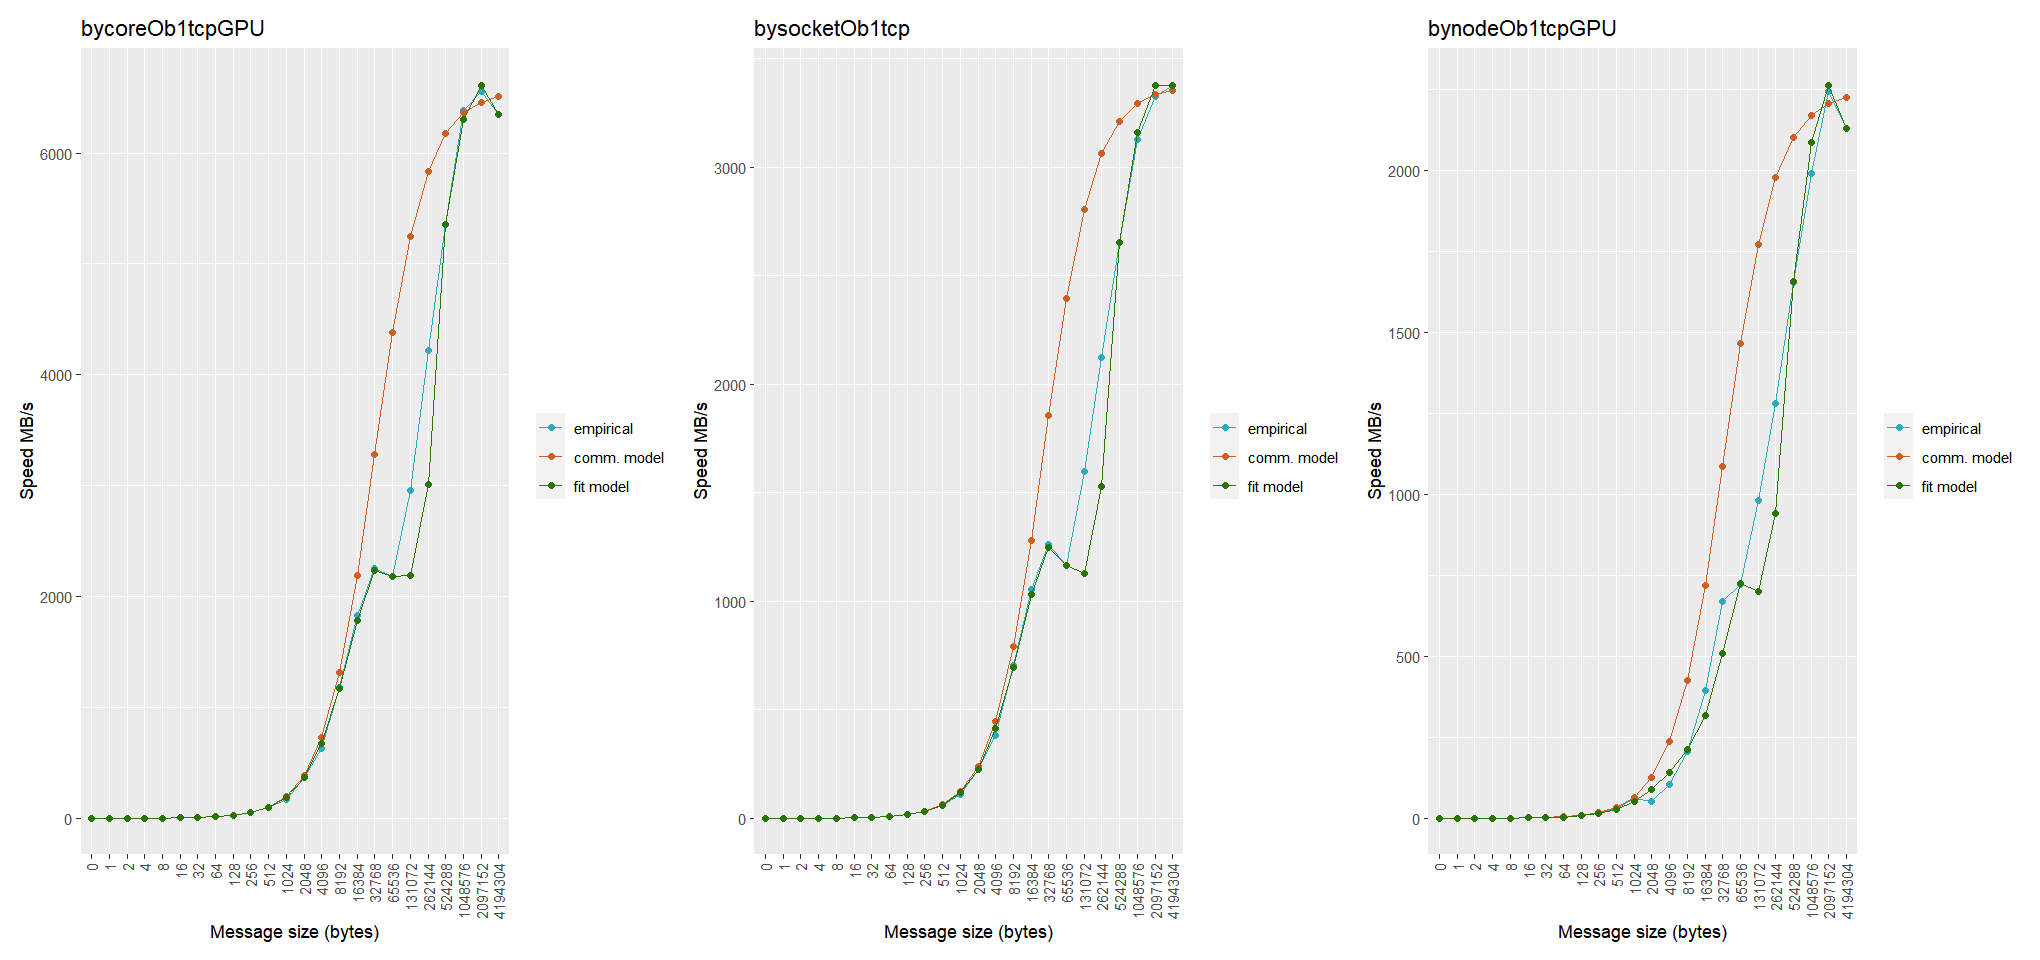 bycoreOb1tcpGPU
Speed MB/s
6000
4000
2000
0
0 1 2 4 8 16 32 64 128 256 512 1024 2048 4096 8192 16384 32768 65536 131072 262144 524288 1048576 2097152 4194304
Message size (bytes)
empirical
comm. model
fit model
bysocketOb1tcp
Speed MB/s
3000
2000
1000
0
0 1 2 4 8 16 32 64 128 256 512 1024 2048 4096 8192 16384 32768 65536 131072 262144 524288 1048576 2097152 4194304
Message size (bytes)
empirical
comm. model
fit model
bynodeOb1tcpGPU
Speed MB/s
2000
1500
1000
500
0
0 1 2 4 8 16 32 64 128 256 512 1024 2048 4096 8192 16384 32768 65536 131072 262144 524288 1048576 2097152 4194304
Message size (bytes)
empirical
comm. model
fit model